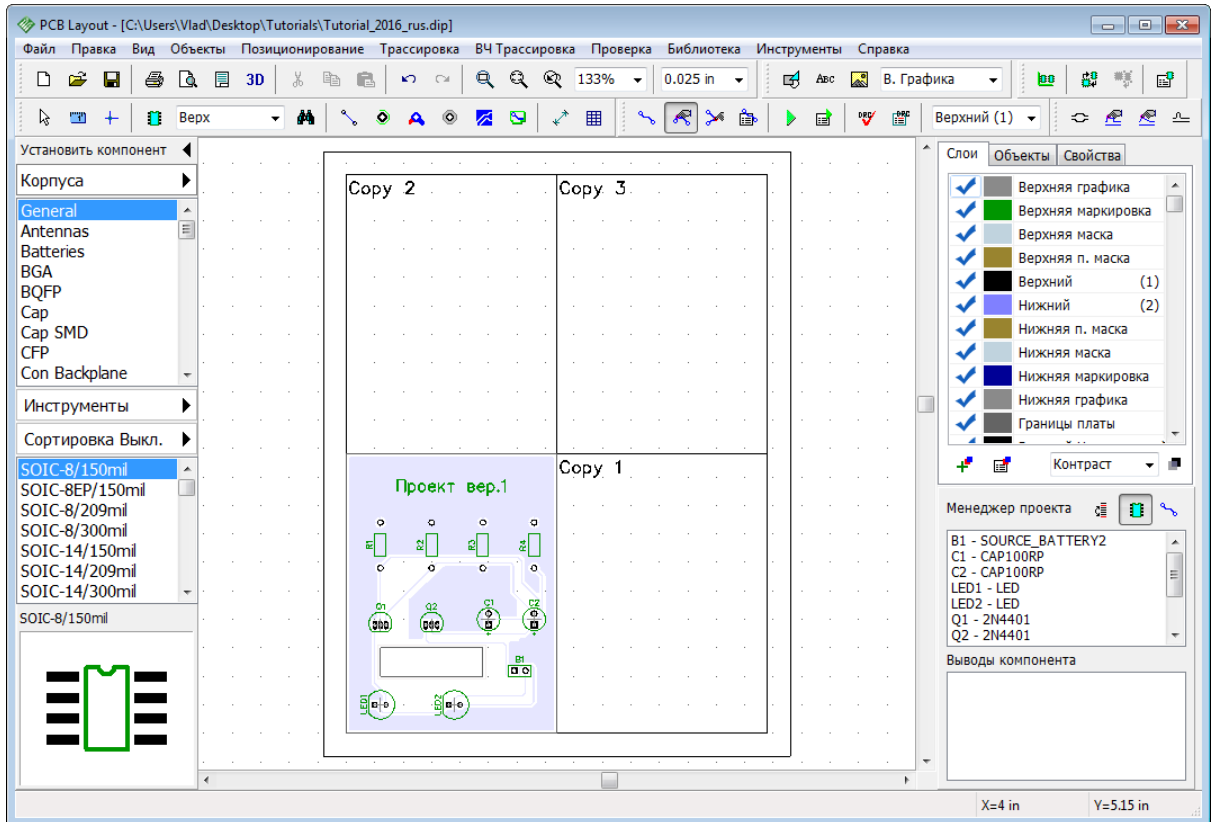 PCB Layout - [C:\Users\Vlad\Desktop\Tutorials\Tutorial_2016_rus.dip]
Файл Правка Вид Объекты Позиционирование Трассировка ВЧ Трассировка Проверка Библиотека Инструменты Справка
3D 133% 0.025 in ABC В. Графика
Верх DRC DRC Верхний (1)
Установить компонент
Корпуса
General
Antennas
Batteries
BGA
BQFP
Cap
Cap SMD
CFP
Con Backplane
Инструменты
Сортировка Выкл.
SOIC-8/150mil
SOIC-8EP/150mil
SOIC-8/209mil
SOIC-8/300mil
SOIC-14/150mil
SOIC-14/209mil
SOIC-14/300mil
SOIC-8/150mil
Copy 2 Copy 3
Copy 1
Проект вер.1
R1 R2 R3 R4
Q1 Q2 C1 C2
B1
LED1 LED2
Слои Объекты Свойства
Верхняя графика
Верхняя маркировка
Верхняя маска
Верхняя п. маска
Верхний (1)
Нижний (2)
Нижняя п. маска
Нижняя маска
Нижняя маркировка
Нижняя графика
Границы платы
Контраст
Менеджер проекта
B1 - SOURCE_BATTERY2
C1 - CAP100RP
C2 - CAP100RP
LED1 - LED
LED2 - LED
Q1 - 2N4401
Q2 - 2N4401
Выводы компонента
X=4 in Y=5.15 in